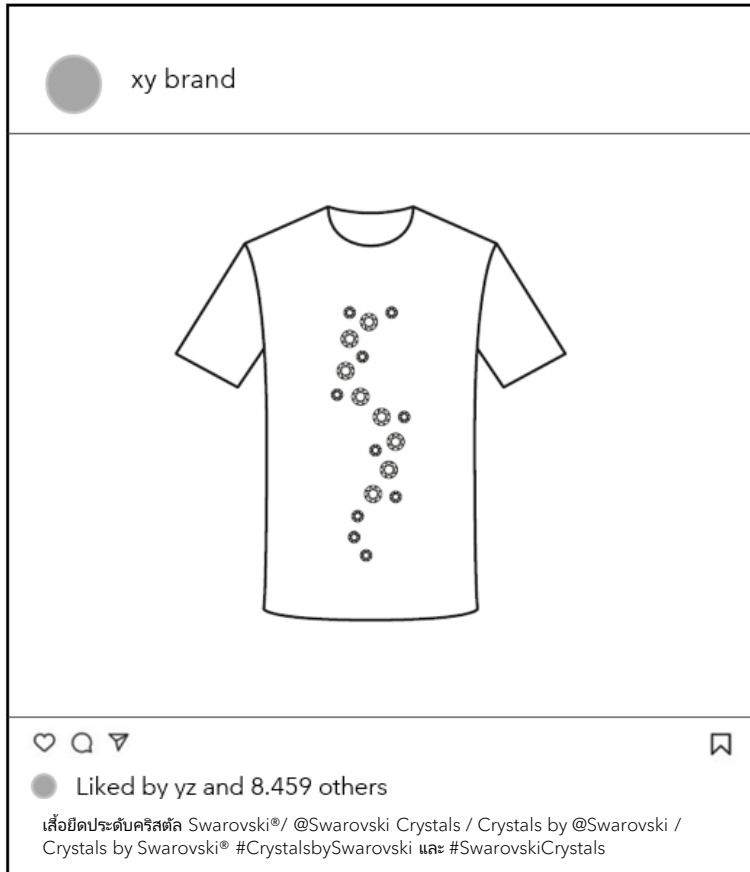 xy brand
Liked by yz and 8.459 others
เสื้อยืดประดับคริสตัล Swarovski®/ @Swarovski Crystals / Crystals by @Swarovski /
Crystals by Swarovski® #CrystalsbySwarovski และ #SwarovskiCrystals